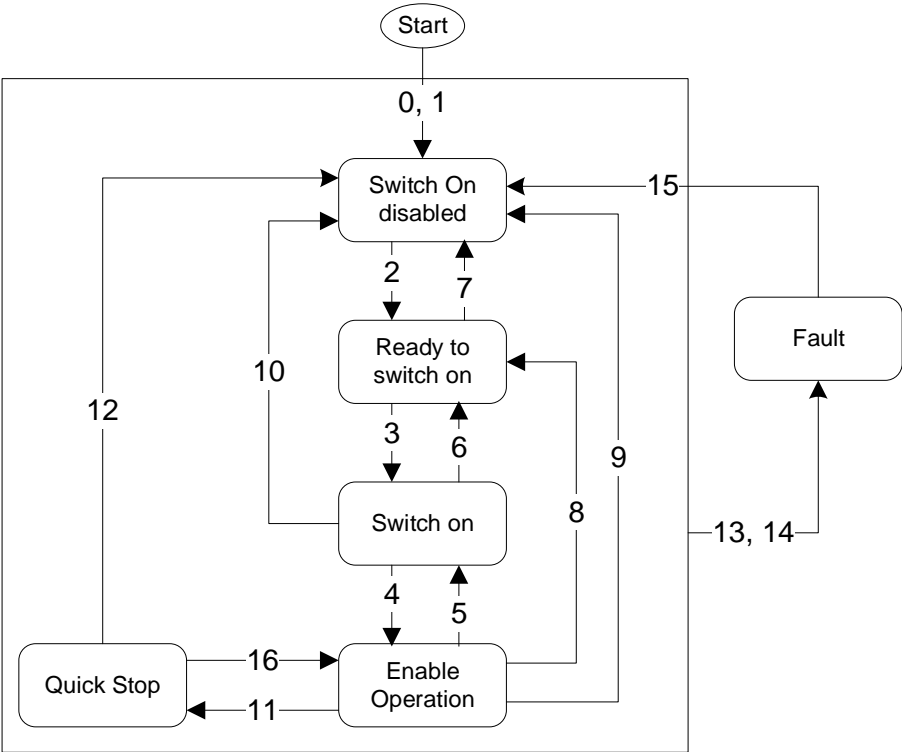 Start
0, 1
Switch On
disabled
15
2
7
Fault
Ready to
switch on
10
12
3
6
9
Switch on
8
13, 14
4
5
Quick Stop
16
11
Enable
Operation